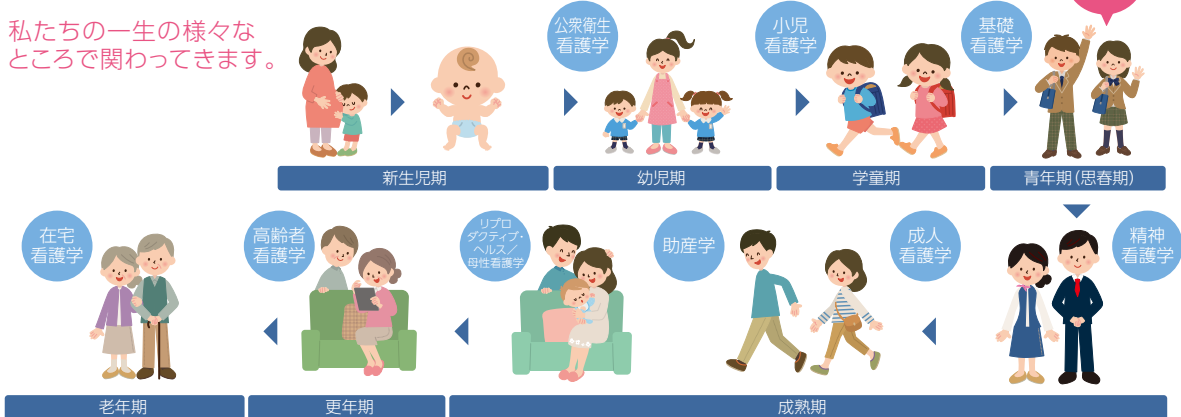 私たちの一生の様々な
ところで関わってきます。
公衆衛生
看護学
小児
看護学
基礎
看護学
新生児期
幼児期
学童期
青年期(思春期)
在宅
看護学
高齢者
看護学
リプロ
ダクティブ・
ヘルス／
母性看護学
助産学
成人
看護学
精神
看護学
老年期
更年期
成熟期